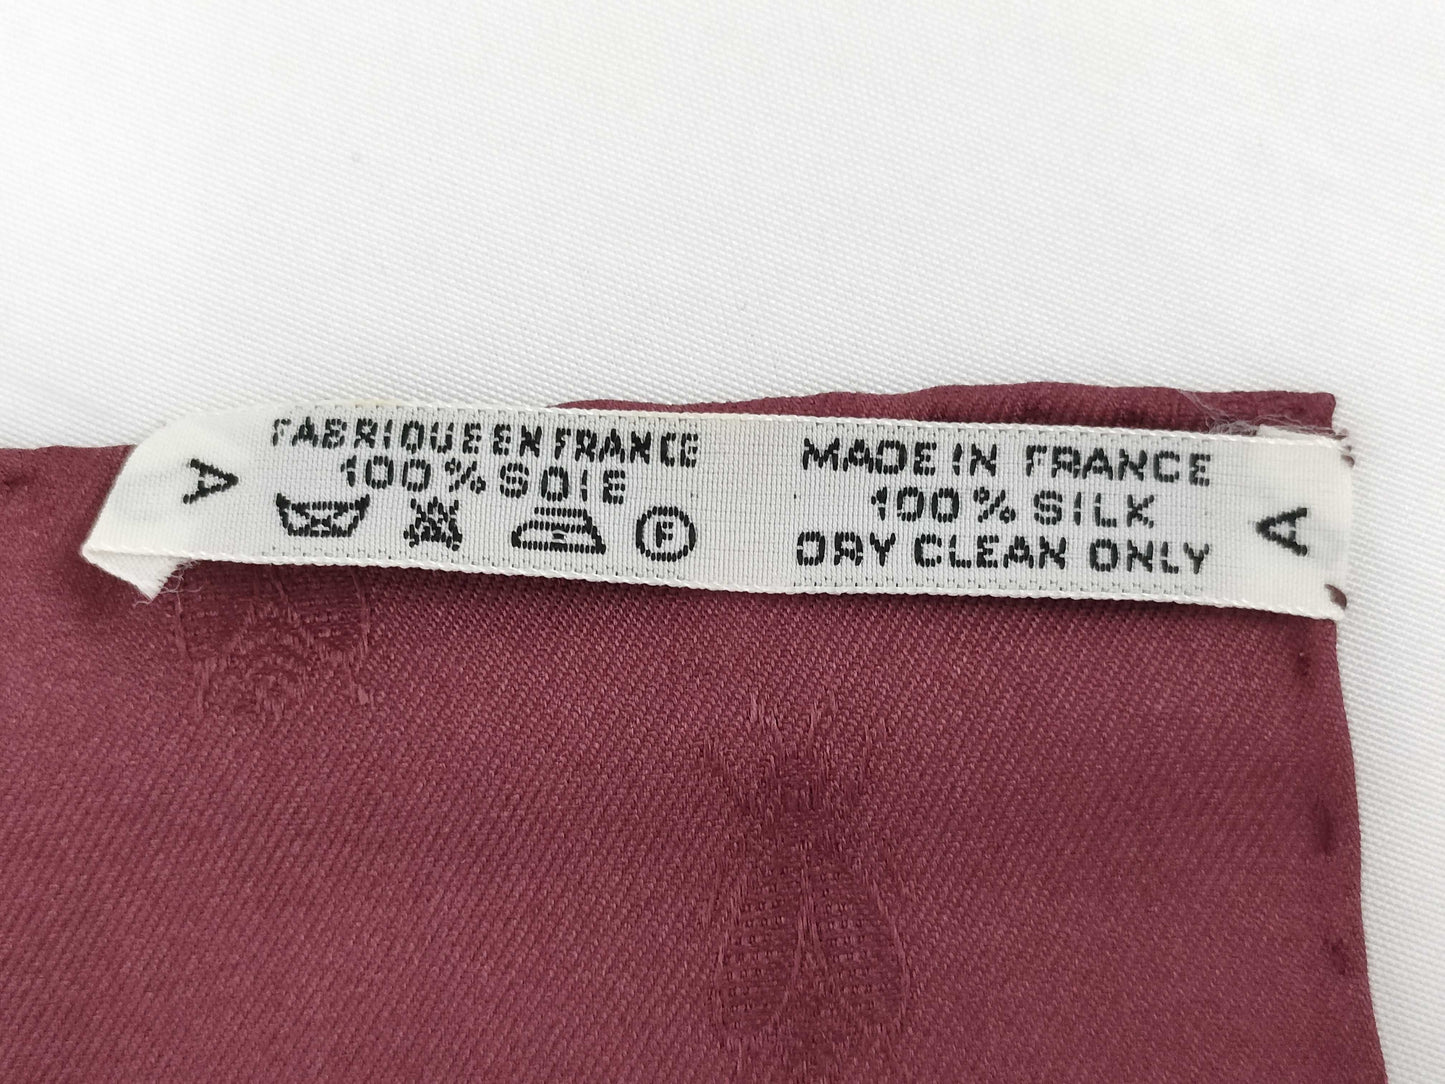 A
FABRIQUE EN FRANCE
100% SOIE
F
MADE IN FRANCE
100% SILK
DRY CLEAN ONLY
A